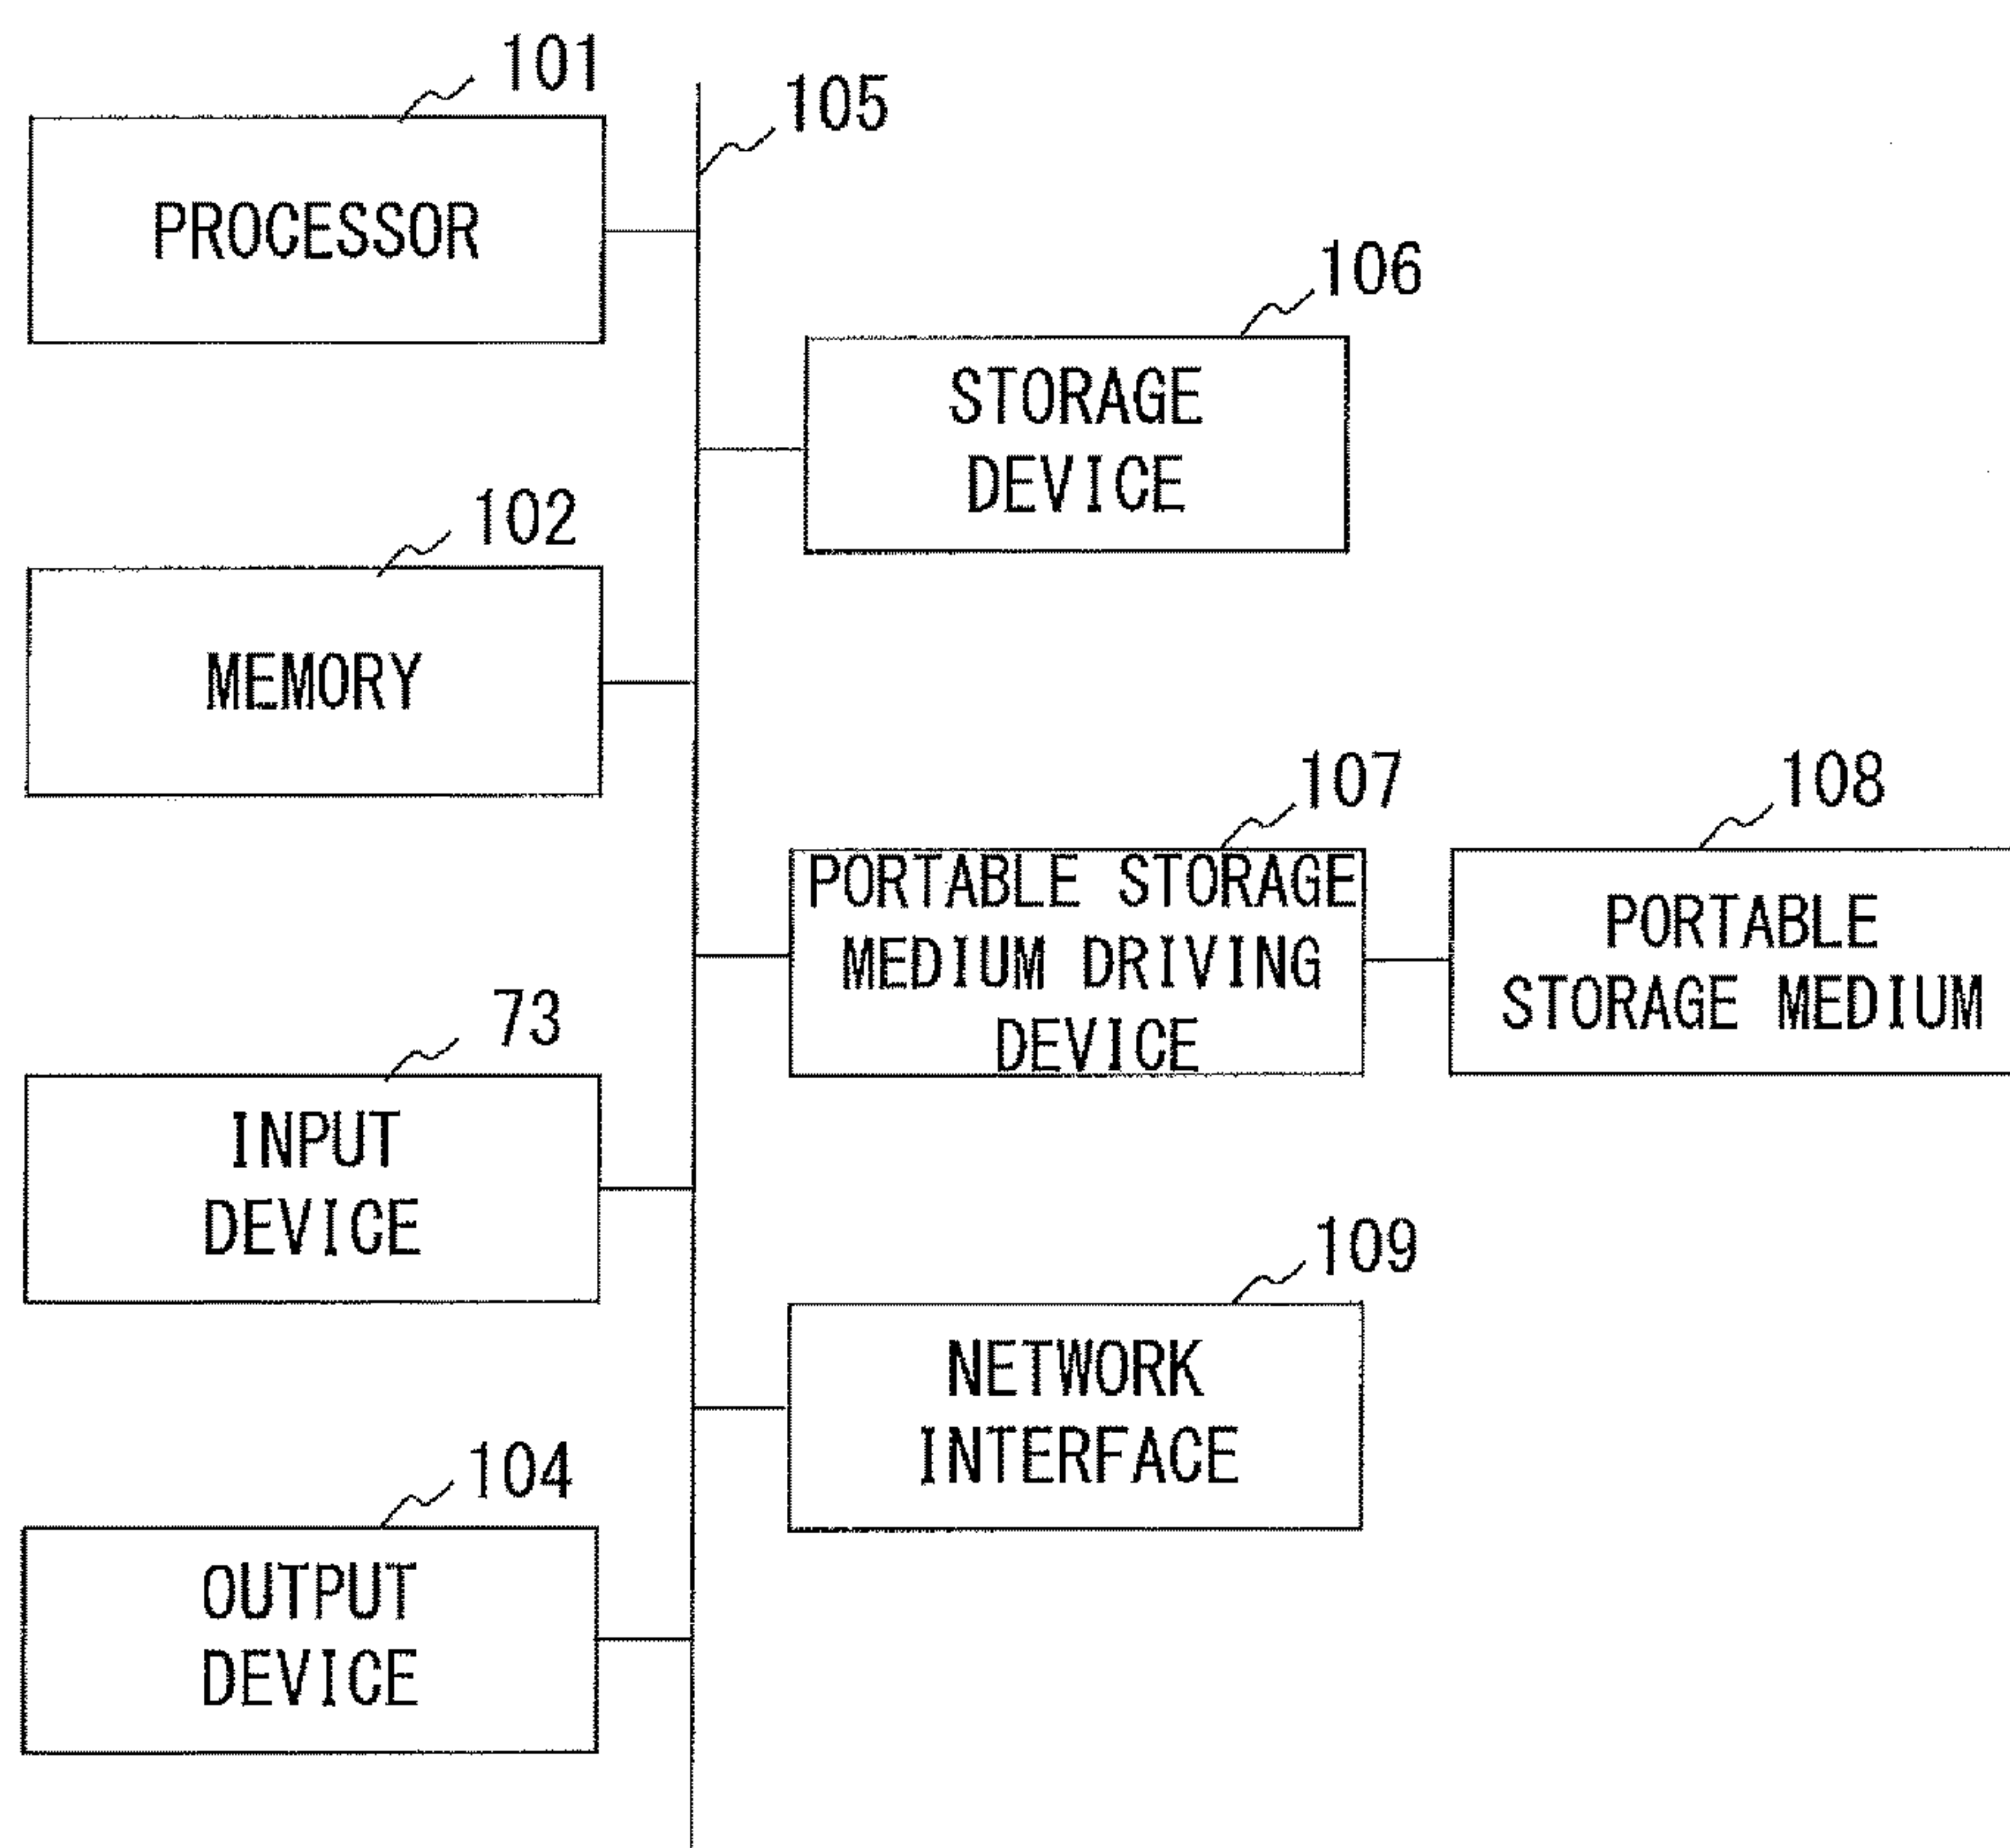 101
PROCESSOR
105
106
STORAGE
DEVICE
102
MEMORY
107
PORTABLE STORAGE
MEDIUM DRIVING
DEVICE
108
PORTABLE
STORAGE MEDIUM
73
INPUT
DEVICE
109
NETWORK
INTERFACE
104
OUTPUT
DEVICE